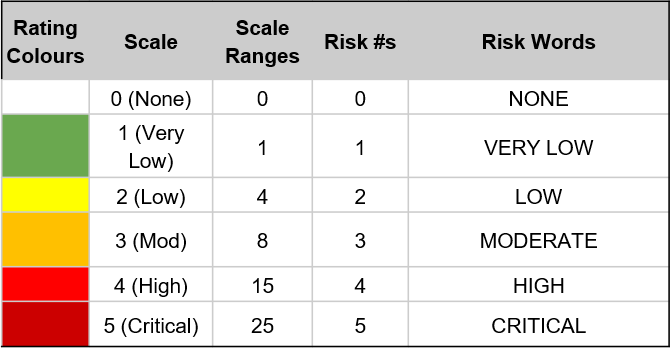 Rating Colours Scale Scale Ranges Risk #s Risk Words
0 (None) 0 0 NONE
1 (Very Low) 1 1 VERY LOW
2 (Low) 4 2 LOW
3 (Mod) 8 3 MODERATE
4 (High) 15 4 HIGH
5 (Critical) 25 5 CRITICAL